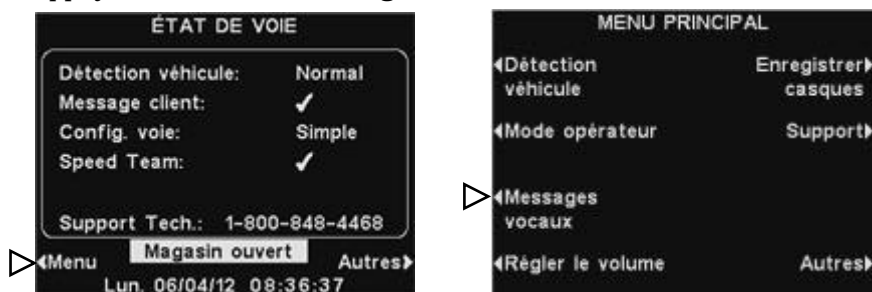 ÉTAT DE VOIE
Détection véhicule: Normal
Message client: ✓
Config. voie: Simple
Speed Team: ✓
Support Tech.: 1-800-848-4468
Magasin ouvert
Menu Autres
Lun. 06/04/12 08:36:37
MENU PRINCIPAL
Détection véhicule
Enregistrer casques
Mode opérateur
Support
Messages vocaux
Régler le volume
Autres